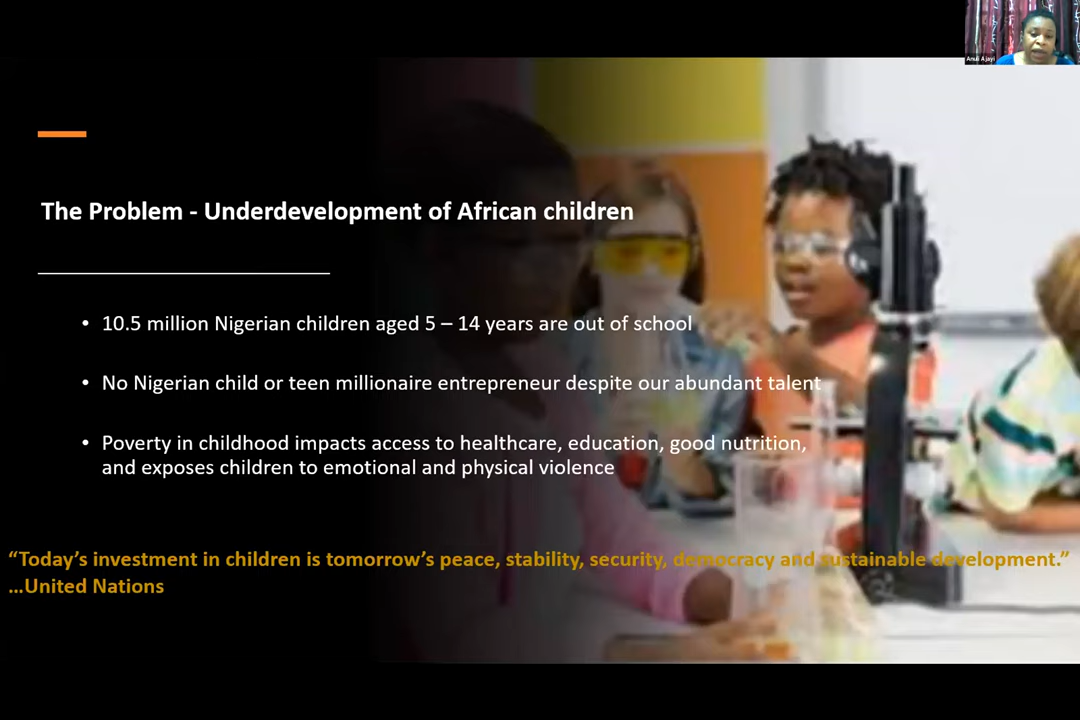 Anuli Ajayi
The Problem - Underdevelopment of African children
• 10.5 million Nigerian children aged 5 – 14 years are out of school
• No Nigerian child or teen millionaire entrepreneur despite our abundant talent
• Poverty in childhood impacts access to healthcare, education, good nutrition,
and exposes children to emotional and physical violence
“Today’s investment in children is tomorrow’s peace, stability, security, democracy and sustainable development.”
…United Nations